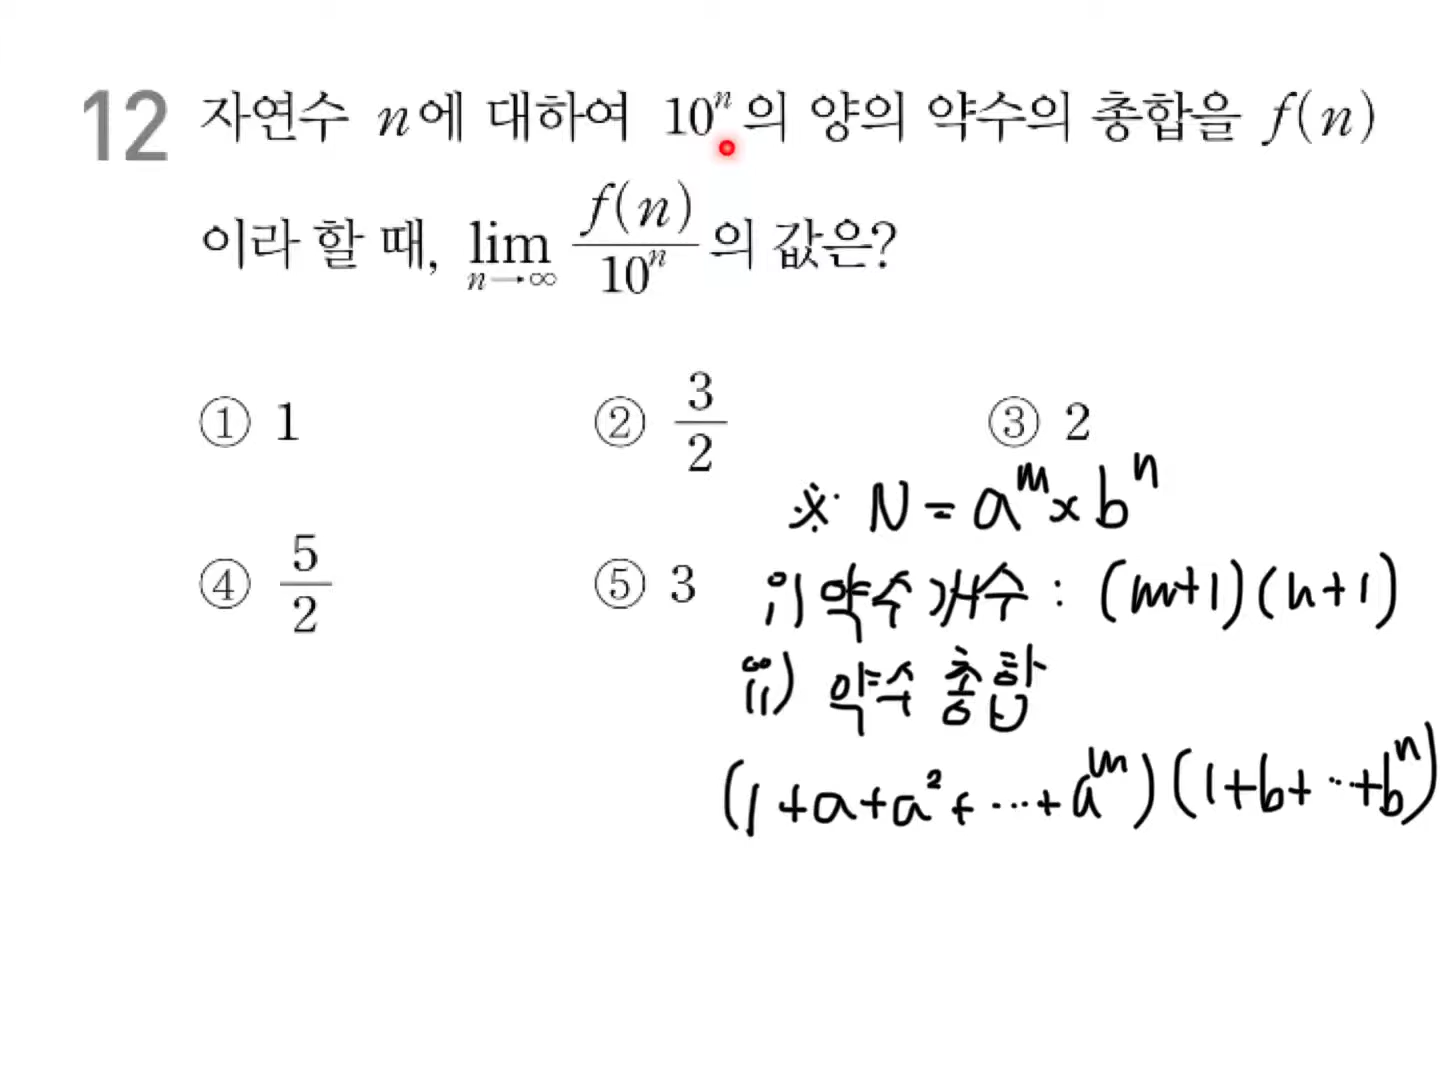 12 자연수 n에 대하여 10ⁿ의 양의 약수의 총합을 f(n)
이라 할 때, lim n→∞ f(n)/10ⁿ 의 값은?
① 1 ② 3/2 ③ 2
④ 5/2 ⑤ 3
※ N = aᵐ × bⁿ
i) 약수 개수 : (m+1)(n+1)
ii) 약수 총합
(1+a+a²+⋯+aᵐ)(1+b+⋯+bⁿ)